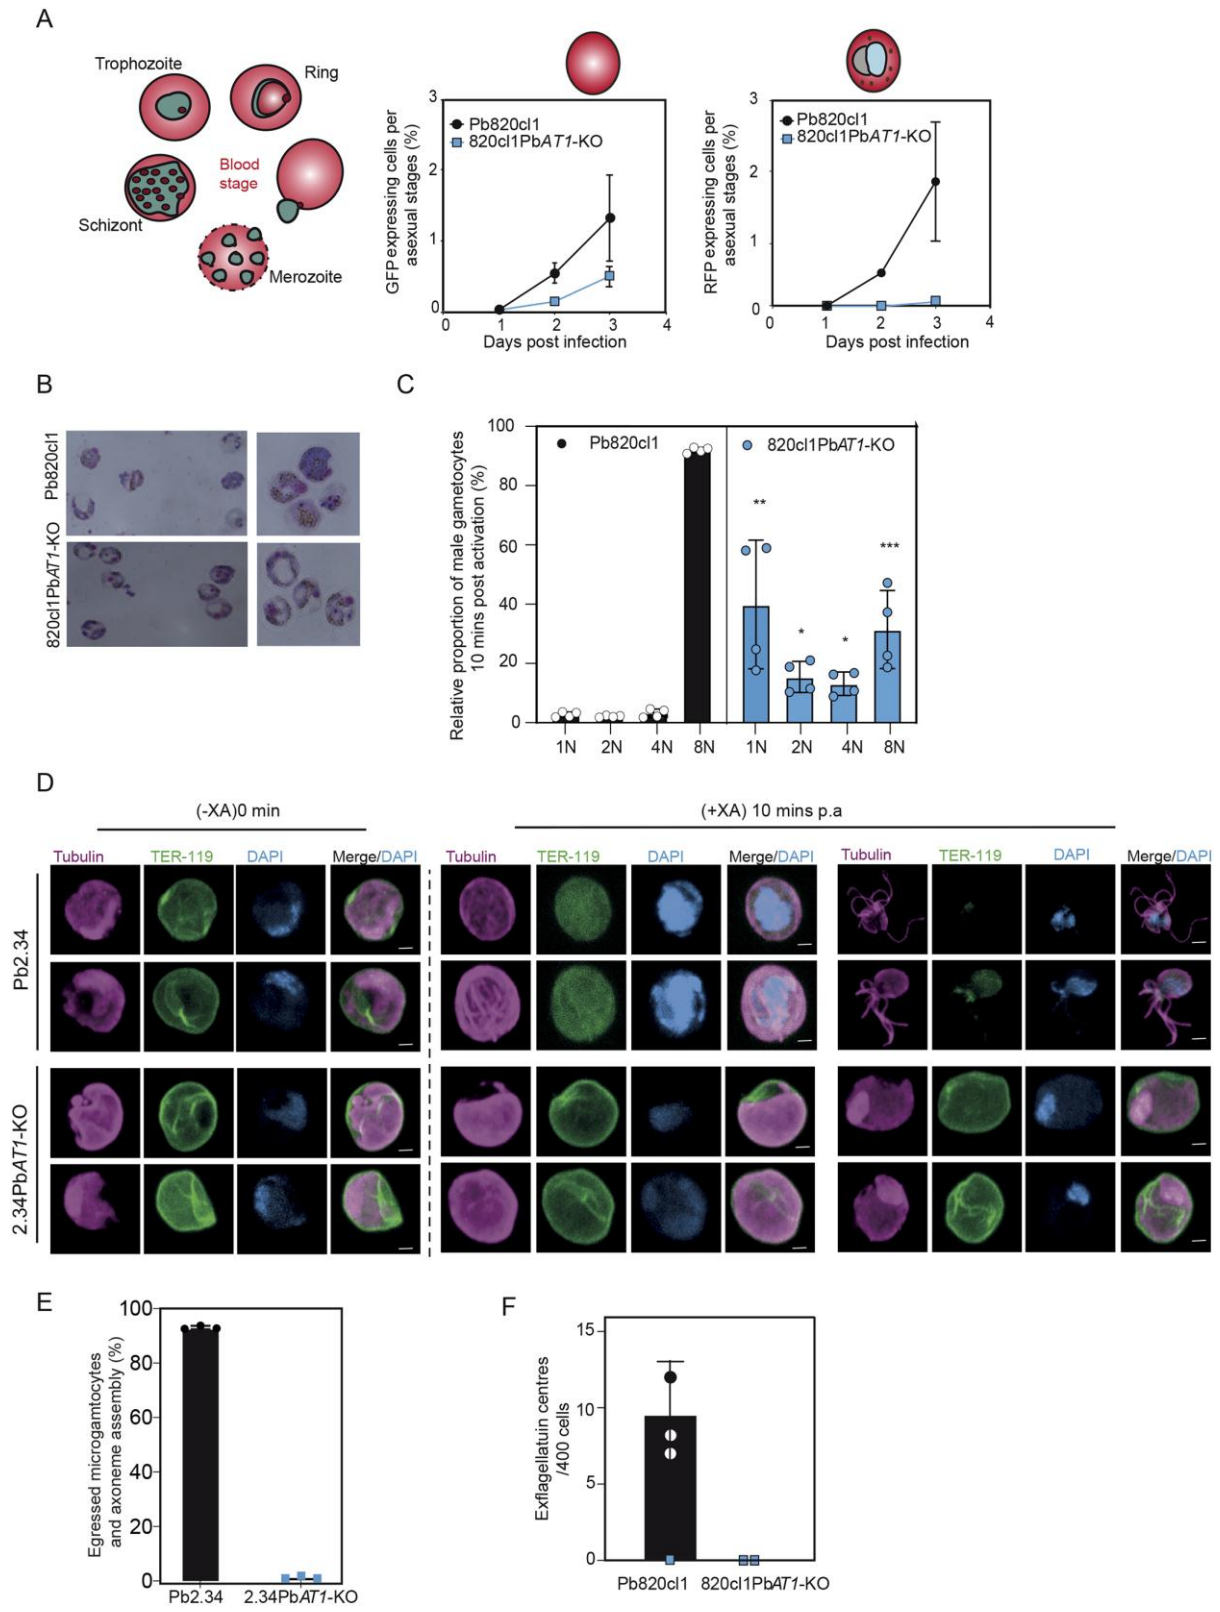 A
Trophozoite
Ring
Blood
stage
Schizont
Merozoite
GFP expressing cells per
asexual stages (%)
3
2
1
0
Pb820cl1
820cl1PbAT1-KO
0 1 2 3 4
Days post infection
RFP expressing cells per
asexual stages (%)
3
2
1
0
Pb820cl1
820cl1PbAT1-KO
0 1 2 3 4
Days post infection
B
Pb820cl1
820cl1PbAT1-KO
C
Relative proportion of male gametocytes
10 mins post activation (%)
100
80
60
40
20
0
Pb820cl1
820cl1PbAT1-KO
** * * ***
1N 2N 4N 8N 1N 2N 4N 8N
D
(-XA)0 min
(+XA) 10 mins p.a
Tubulin TER-119 DAPI Merge/DAPI Tubulin TER-119 DAPI Merge/DAPI Tubulin TER-119 DAPI Merge/DAPI
Pb2.34
2.34PbAT1-KO
E
Egressed microgamtocytes
and axoneme assembly (%)
100
80
60
40
20
0
Pb2.34 2.34PbAT1-KO
F
Exflagellatuin centres
/400 cells
15
10
5
0
Pb820cl1 820cl1PbAT1-KO